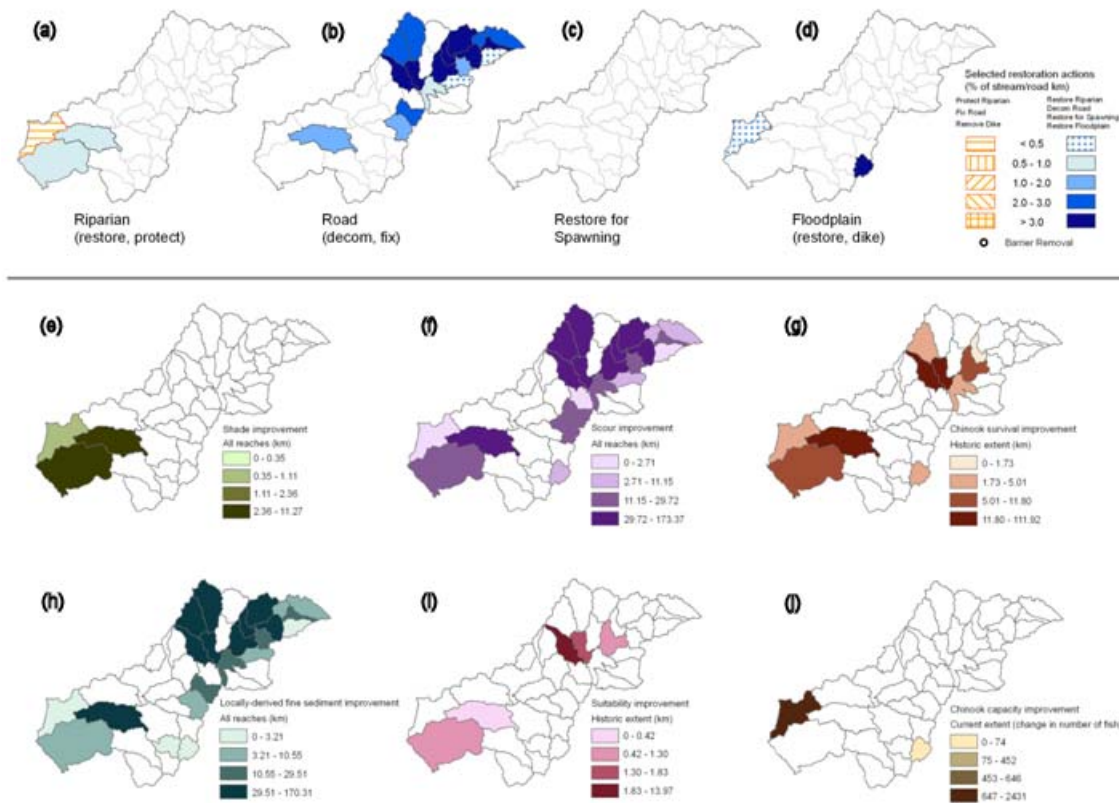 (a)
(b)
(c)
(d)
Selected restoration actions
(% of stream/road km)
Protect Riparian
Fix Road
Remove Dike
Restore Riparian
Decom Road
Restore for Spawning
Restore Floodplain
< 0.5
0.5 - 1.0
1.0 - 2.0
2.0 - 3.0
> 3.0
Barrier Removal
Riparian
(restore, protect)
Road
(decom, fix)
Restore for
Spawning
Floodplain
(restore, dike)
(e)
Shade improvement
All reaches (km)
0 - 0.35
0.35 - 1.11
1.11 - 2.36
2.36 - 11.27
(f)
Scour improvement
All reaches (km)
0 - 2.71
2.71 - 11.15
11.15 - 29.72
29.72 - 173.37
(g)
Chinook survival improvement
Historic extent (km)
0 - 1.73
1.73 - 5.01
5.01 - 11.80
11.80 - 111.92
(h)
Locally-derived fine sediment improvement
All reaches (km)
0 - 3.21
3.21 - 10.55
10.55 - 29.51
29.51 - 170.31
(i)
Suitability improvement
Historic extent (km)
0 - 0.42
0.42 - 1.30
1.30 - 1.83
1.83 - 13.97
(j)
Chinook capacity improvement
Current extent (change in number of fish)
0 - 74
75 - 452
453 - 646
647 - 2431